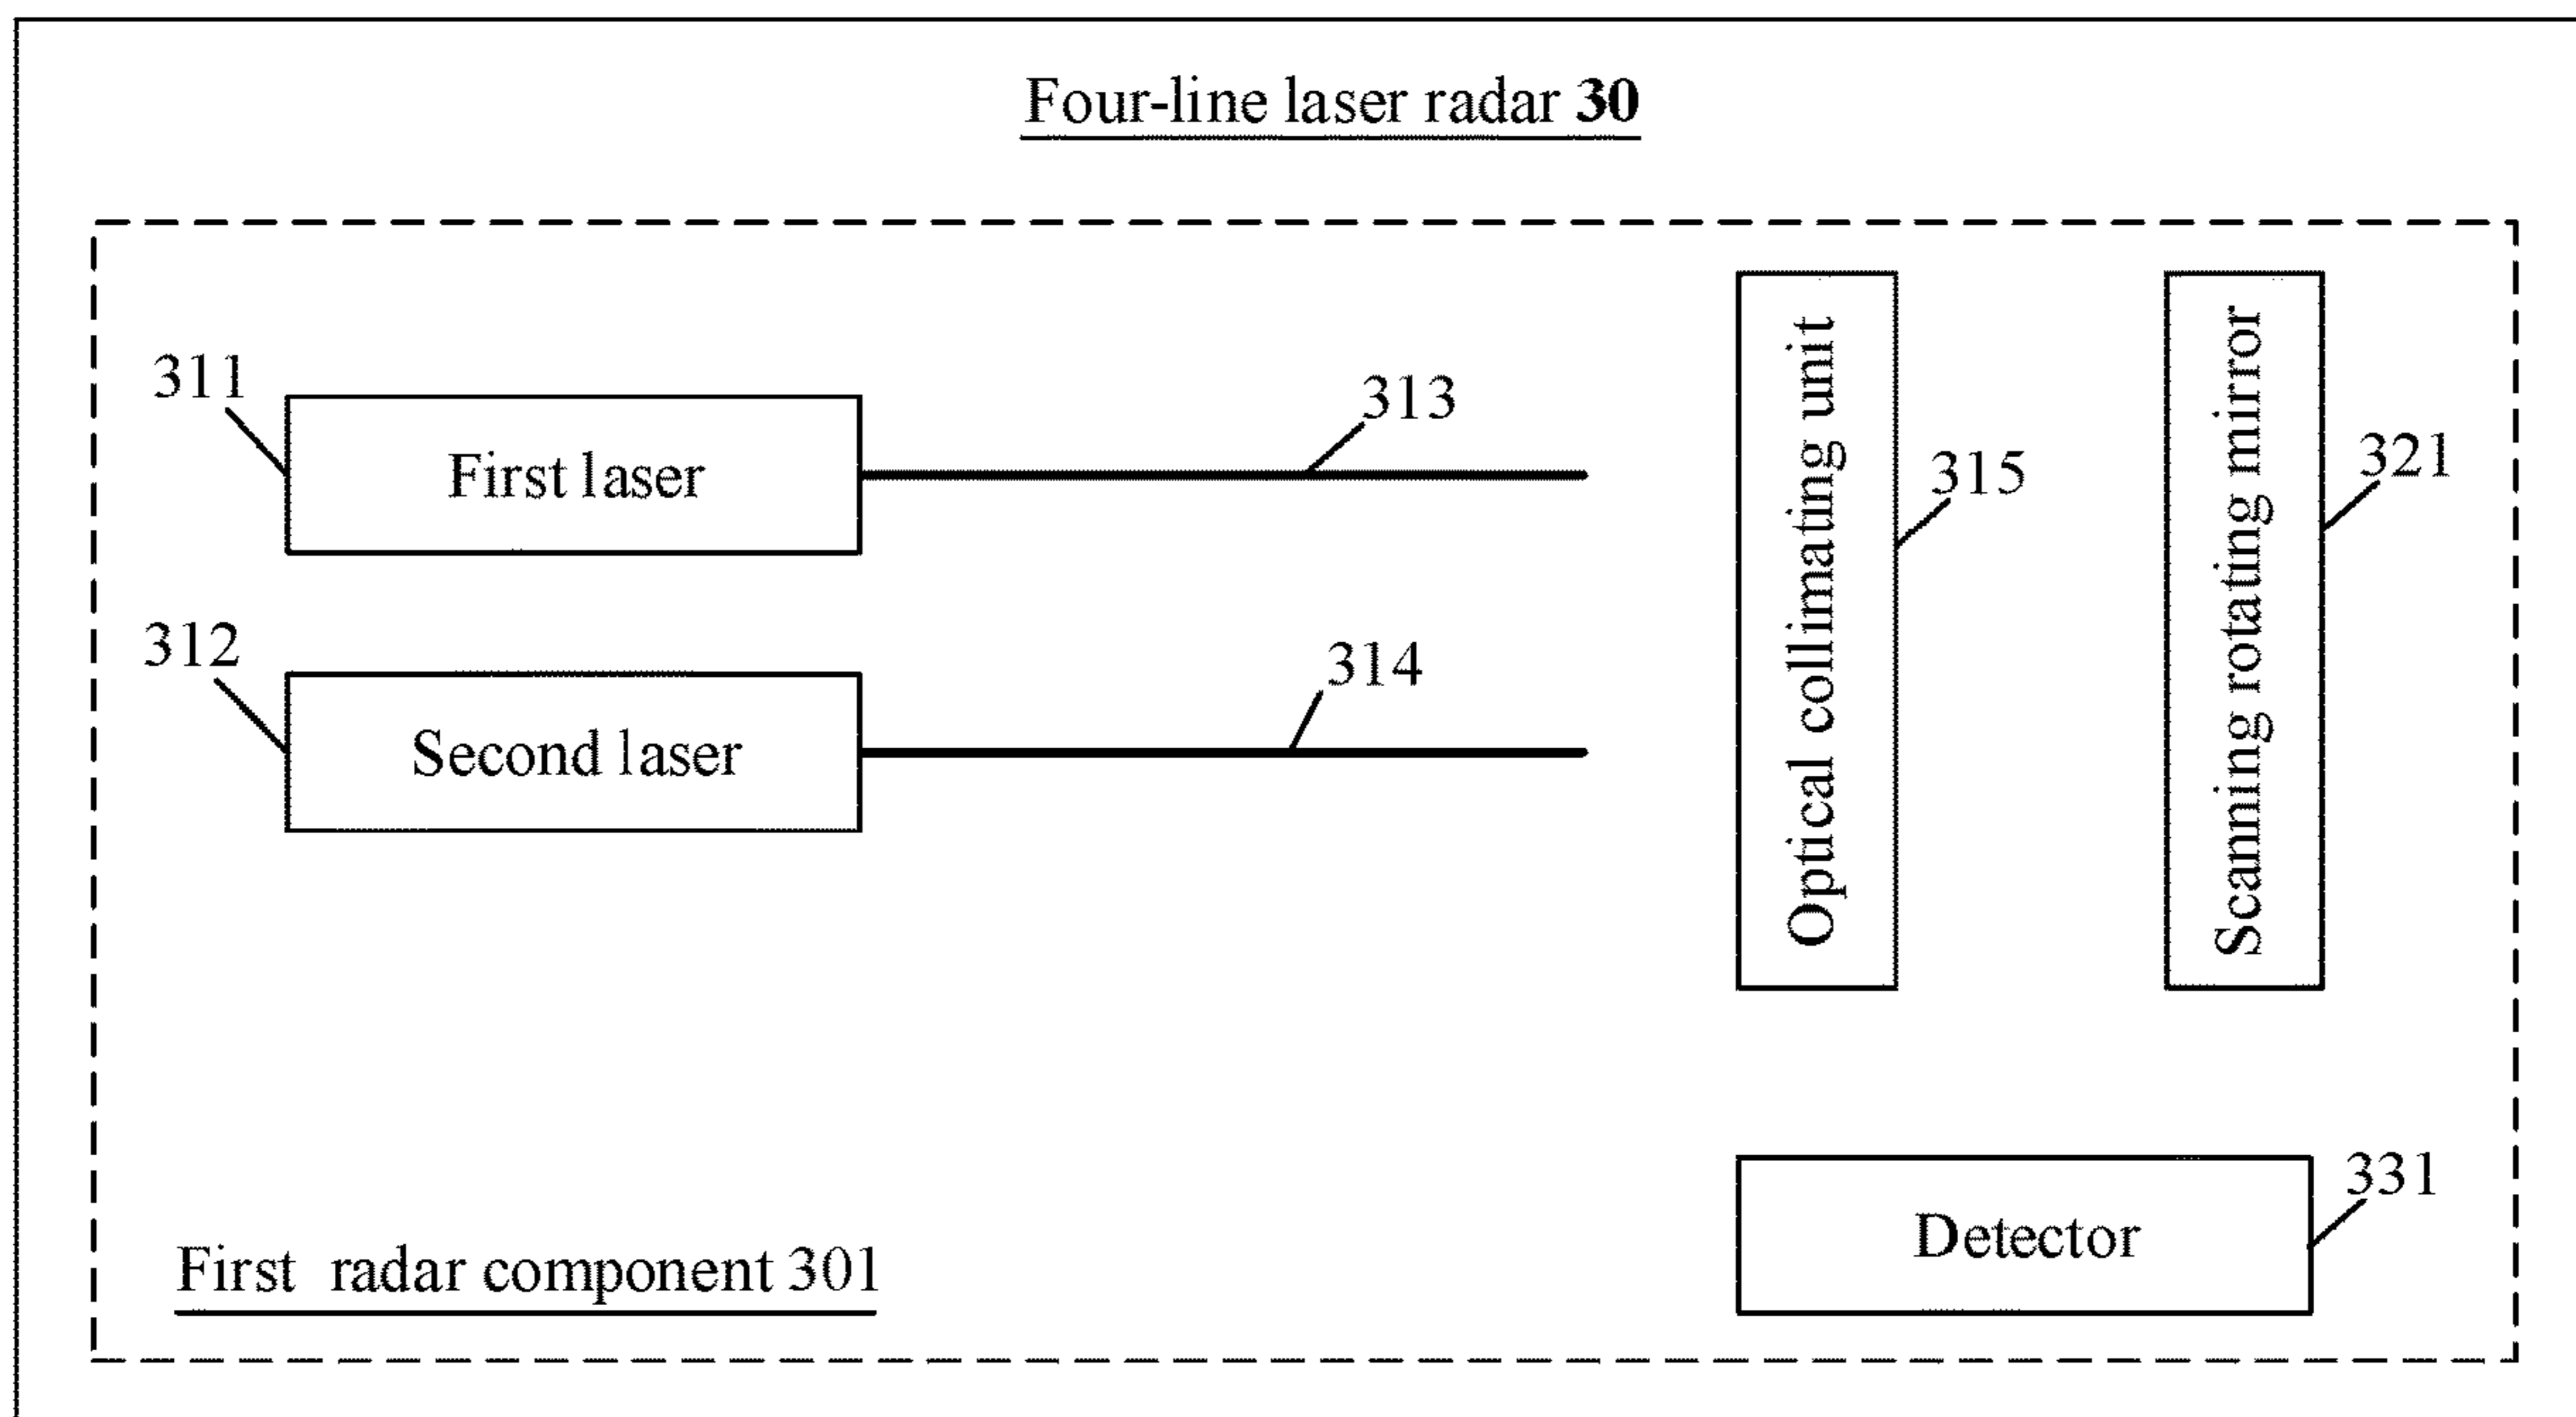 Four-line laser radar 30
311
First laser
313
312
Second laser
314
Optical collimating unit
315
Scanning rotating mirror
321
331
Detector
First radar component 301